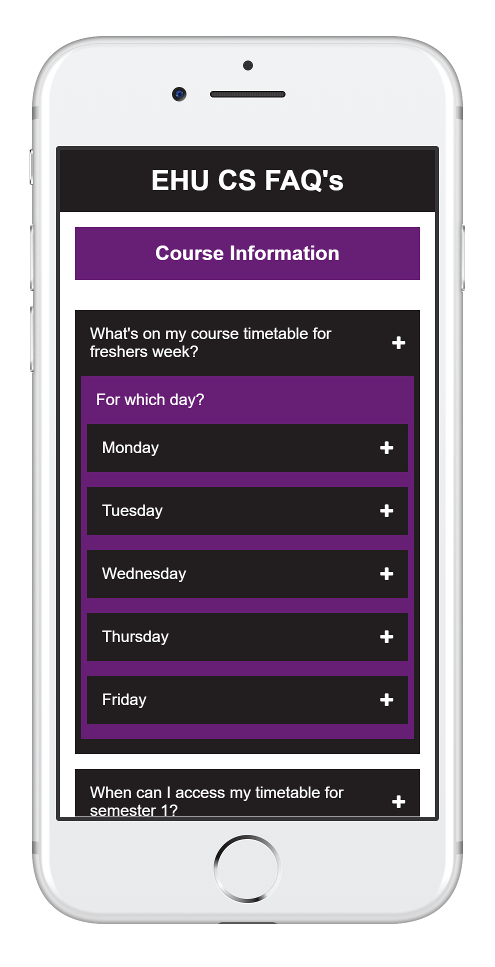 EHU CS FAQ's
Course Information
What's on my course timetable for
freshers week?
For which day?
Monday
Tuesday
Wednesday
Thursday
Friday
When can I access my timetable for
semester 1?